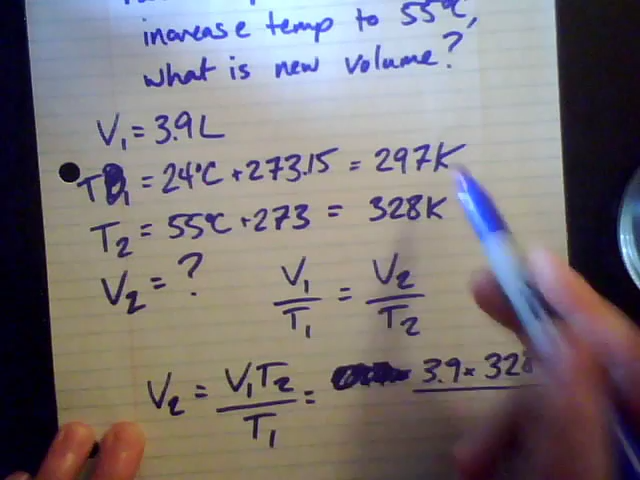 increase temp to 55°C,
what is new volume?
V₁ = 3.9L
T₁ = 24°C + 273.15 = 297K
T₂ = 55°C + 273 = 328K
V₂ = ?
V₁/T₁ = V₂/T₂
V₂ = V₁T₂/T₁ = 3.9 × 328